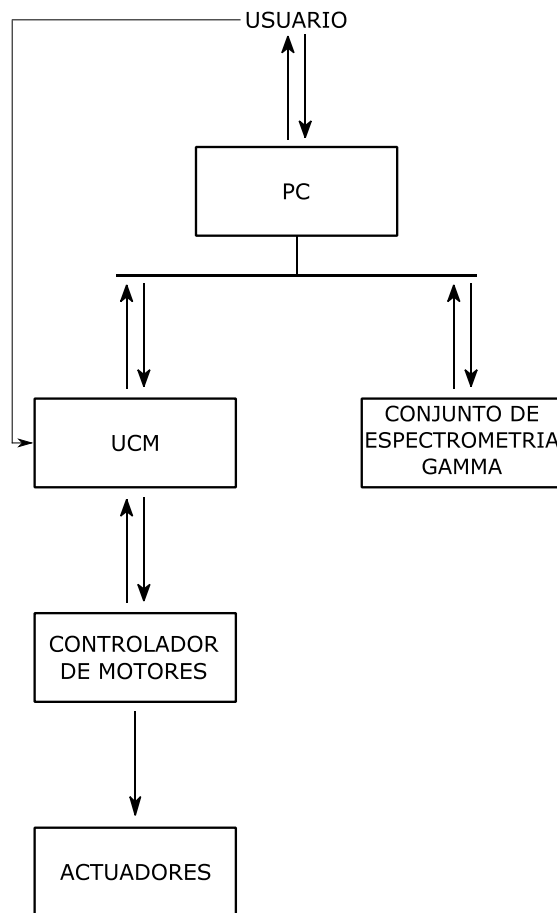 USUARIO
PC
UCM
CONJUNTO DE
ESPECTROMETRIA
GAMMA
CONTROLADOR
DE MOTORES
ACTUADORES